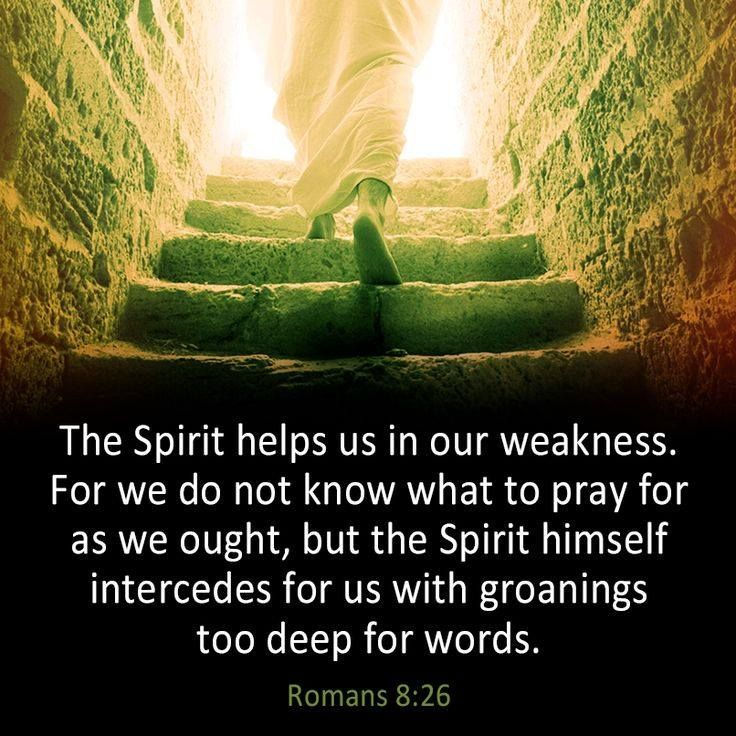 The Spirit helps us in our weakness.
For we do not know what to pray for
as we ought, but the Spirit himself
intercedes for us with groanings
too deep for words.
Romans 8:26